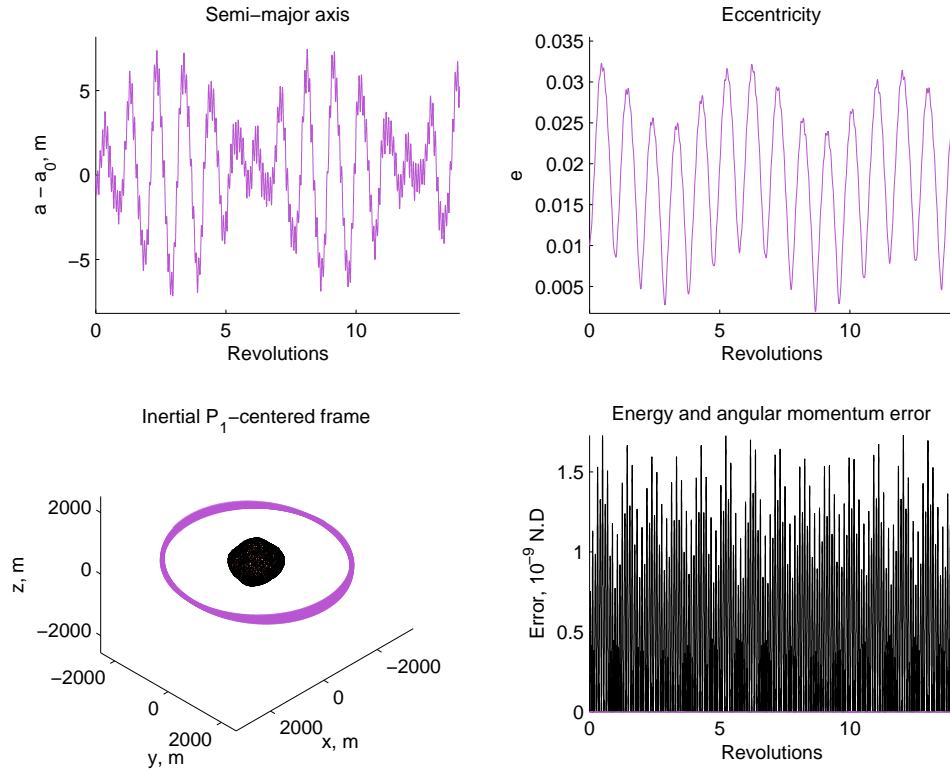 Semi−major axis
5
0
−5
a − a0, m
0
5
10
Revolutions
Eccentricity
0.035
0.03
0.025
0.02
0.015
0.01
0.005
e
0
5
10
Revolutions
Inertial P1−centered frame
2000
0
−2000
z, m
−2000
0
2000
y, m
−2000
0
2000
x, m
Energy and angular momentum error
1.5
1
0.5
0
Error, 10−9 N.D
0
5
10
Revolutions